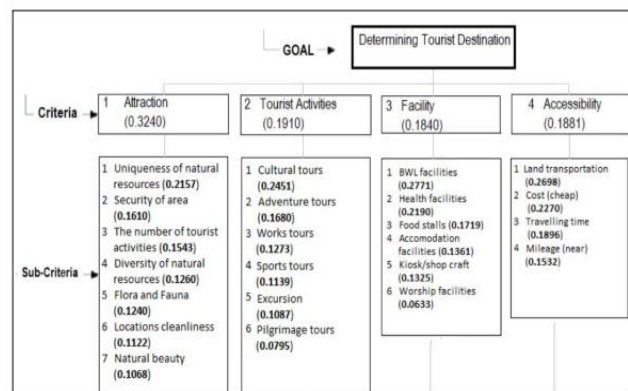 GOAL
Determining Tourist Destination
Criteria
1 Attraction
(0.3240)
2 Tourist Activities
(0.1910)
3 Facility
(0.1840)
4 Accessibility
(0.1881)
Sub-Criteria
1 Uniqueness of natural
resources (0.2157)
2 Security of area
(0.1610)
3 The number of tourist
activities (0.1543)
4 Diversity of natural
resources (0.1260)
5 Flora and Fauna
(0.1240)
6 Locations cleanliness
(0.1122)
7 Natural beauty
(0.1068)
1 Cultural tours
(0.2451)
2 Adventure tours
(0.1680)
3 Works tours
(0.1273)
4 Sports tours
(0.1139)
5 Excursion
(0.1087)
6 Pilgrimage tours
(0.0795)
1 BWL facilities
(0.2771)
2 Health facilities
(0.2190)
3 Food stalls (0.1719)
4 Accomodation
facilities (0.1361)
5 Kiosk/shop craft
(0.1325)
6 Worship facilities
(0.0633)
1 Land transportation
(0.2698)
2 Cost (cheap)
(0.2270)
3 Travelling time
(0.1896)
4 Mileage (near)
(0.1532)